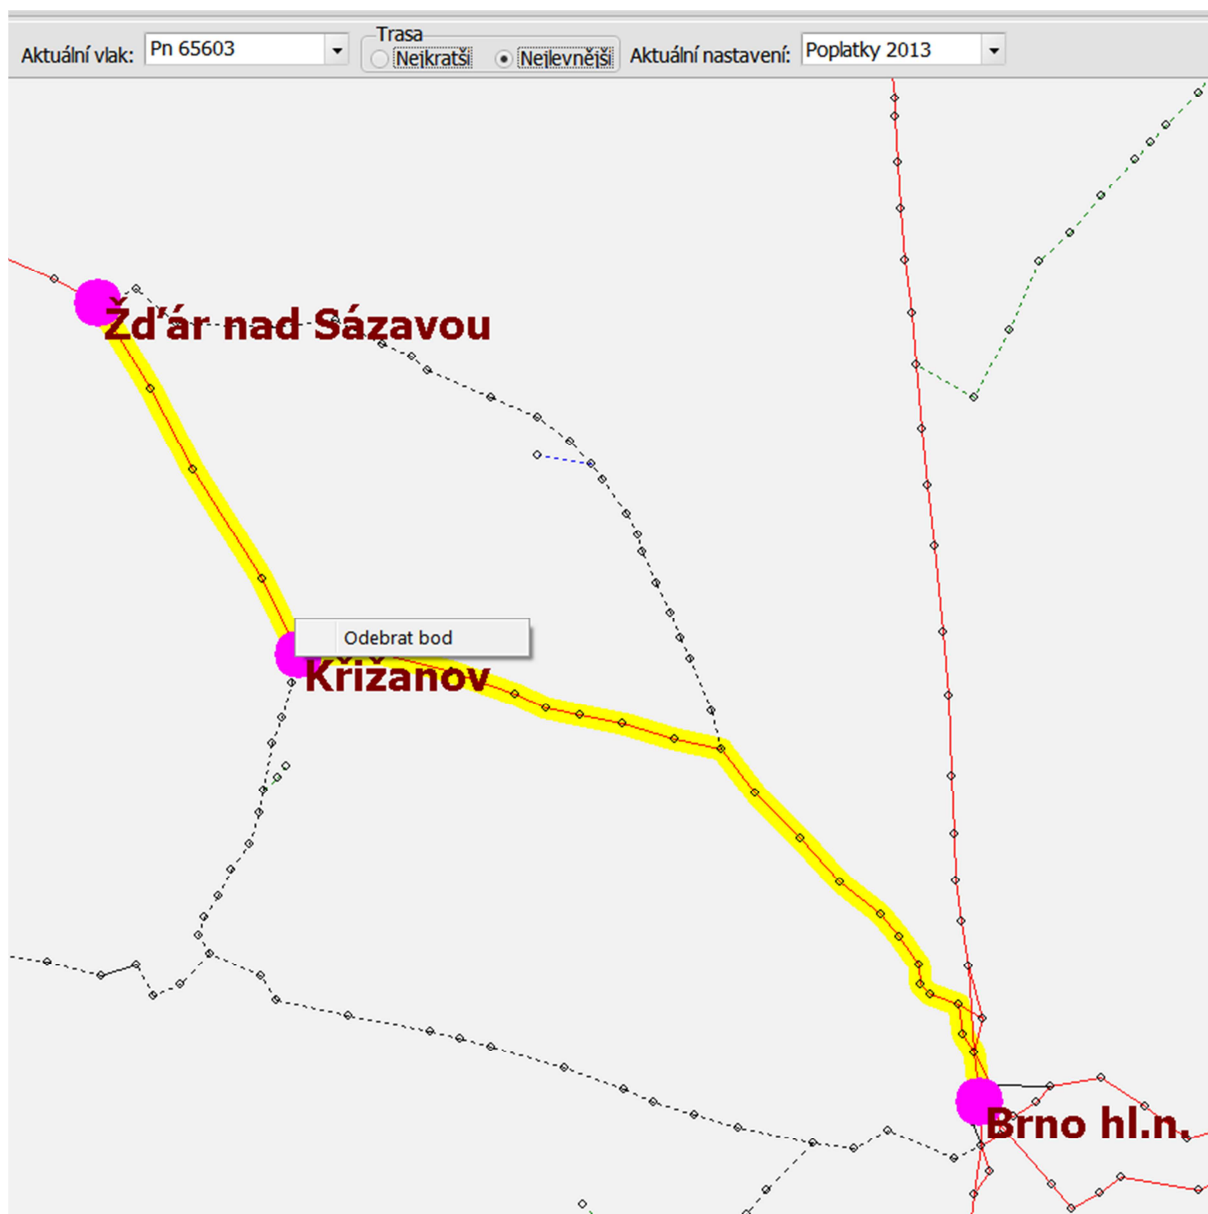 Aktuální vlak: Pn 65603 Trasa Nejkratší Nejlevnější Aktuální nastavení: Poplatky 2013
Žďár nad Sázavou
Odebrat bod
Křižanov
Brno hl.n.